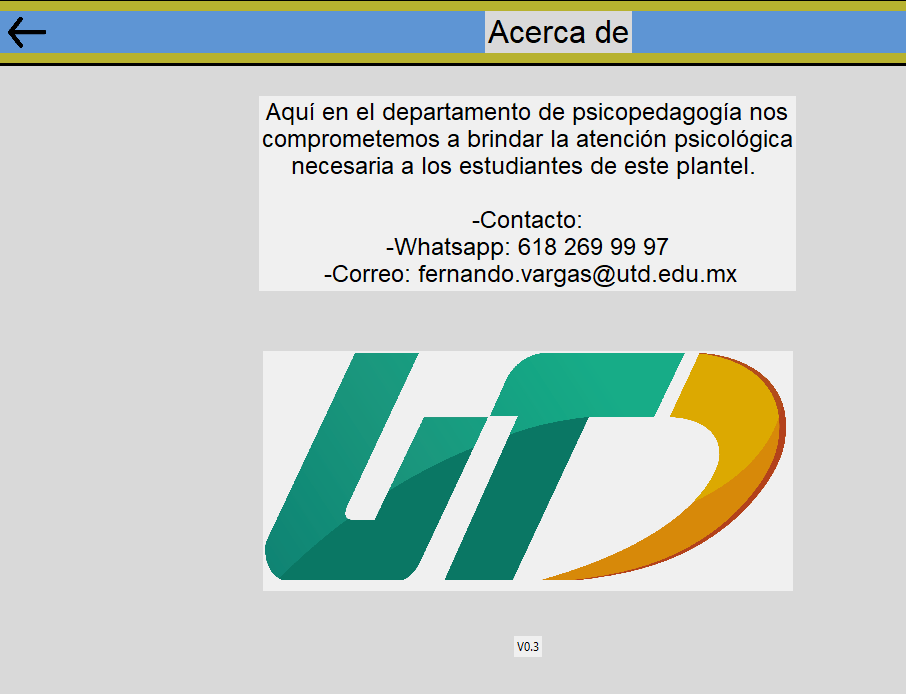 Acerca de
Aquí en el departamento de psicopedagogía nos
comprometemos a brindar la atención psicológica
necesaria a los estudiantes de este plantel.
-Contacto:
-Whatsapp: 618 269 99 97
-Correo: fernando.vargas@utd.edu.mx
UTD
V0.3